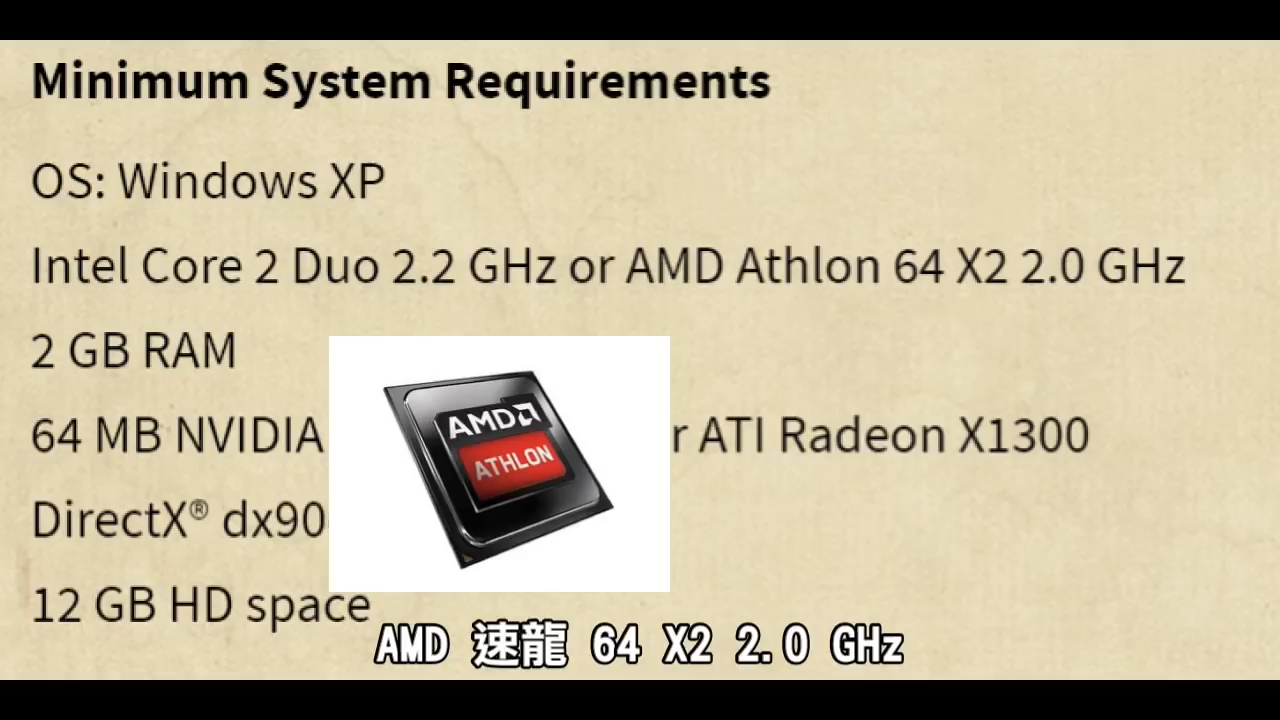 Minimum System Requirements
OS: Windows XP
Intel Core 2 Duo 2.2 GHz or AMD Athlon 64 X2 2.0 GHz
2 GB RAM
AMD
64 MB NVIDIA r ATI Radeon X1300
ATHLON
DirectX® dx90
12 GB HD space
AMD 速龍 64 X2 2.0 GHz